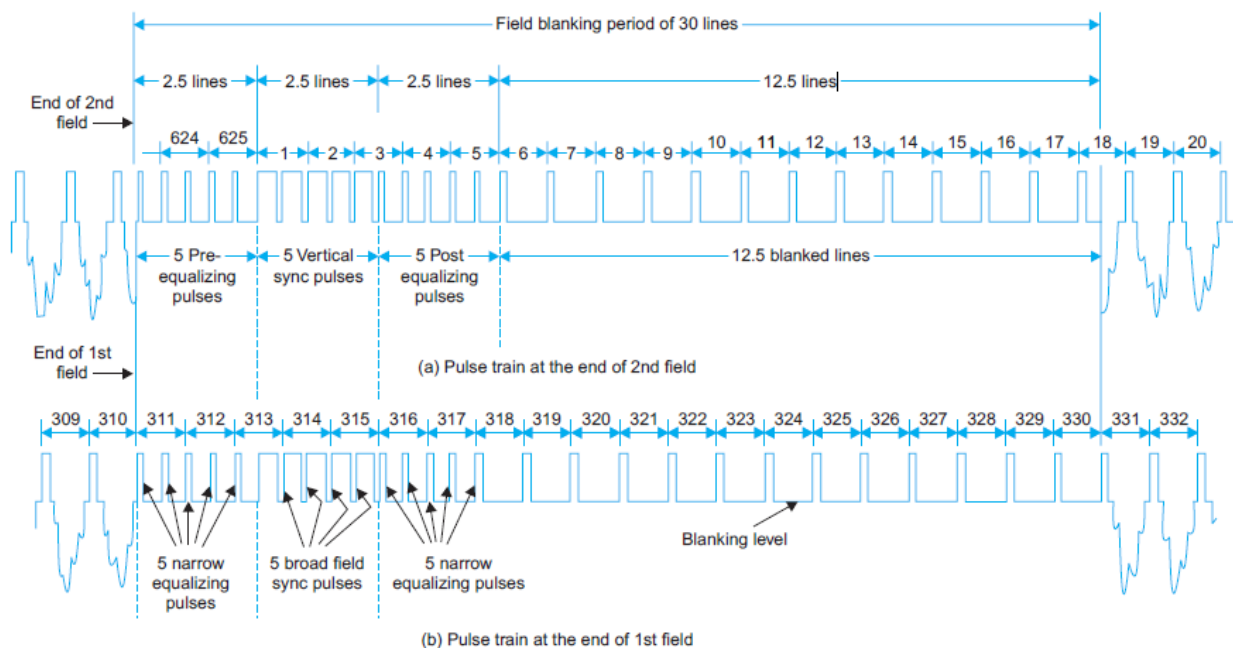 Field blanking period of 30 lines
2.5 lines
2.5 lines
2.5 lines
12.5 lines
End of 2nd
field
624
625
1
2
3
4
5
6
7
8
9
10
11
12
13
14
15
16
17
18
19
20
5 Pre-
equalizing
pulses
5 Vertical
sync pulses
5 Post
equalizing
pulses
12.5 blanked lines
End of 1st
field
(a) Pulse train at the end of 2nd field
309
310
311
312
313
314
315
316
317
318
319
320
321
322
323
324
325
326
327
328
329
330
331
332
5 narrow
equalizing
pulses
5 broad field
sync pulses
5 narrow
equalizing pulses
Blanking level
(b) Pulse train at the end of 1st field